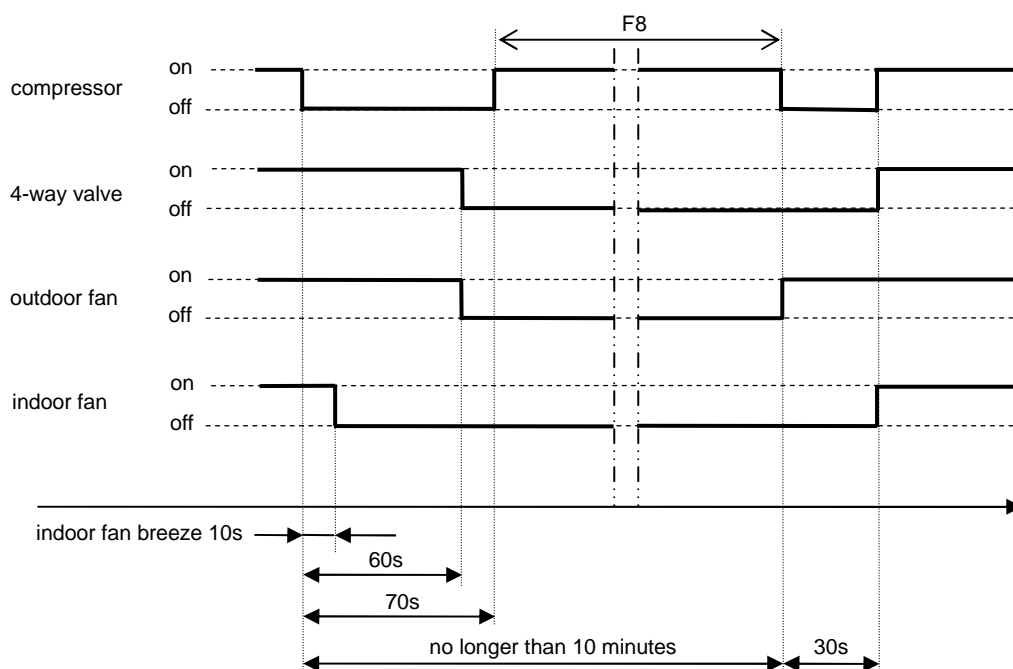 F8
on
compressor
off
on
4-way valve
off
on
outdoor fan
off
on
indoor fan
off
indoor fan breeze 10s
60s
70s
no longer than 10 minutes 30s